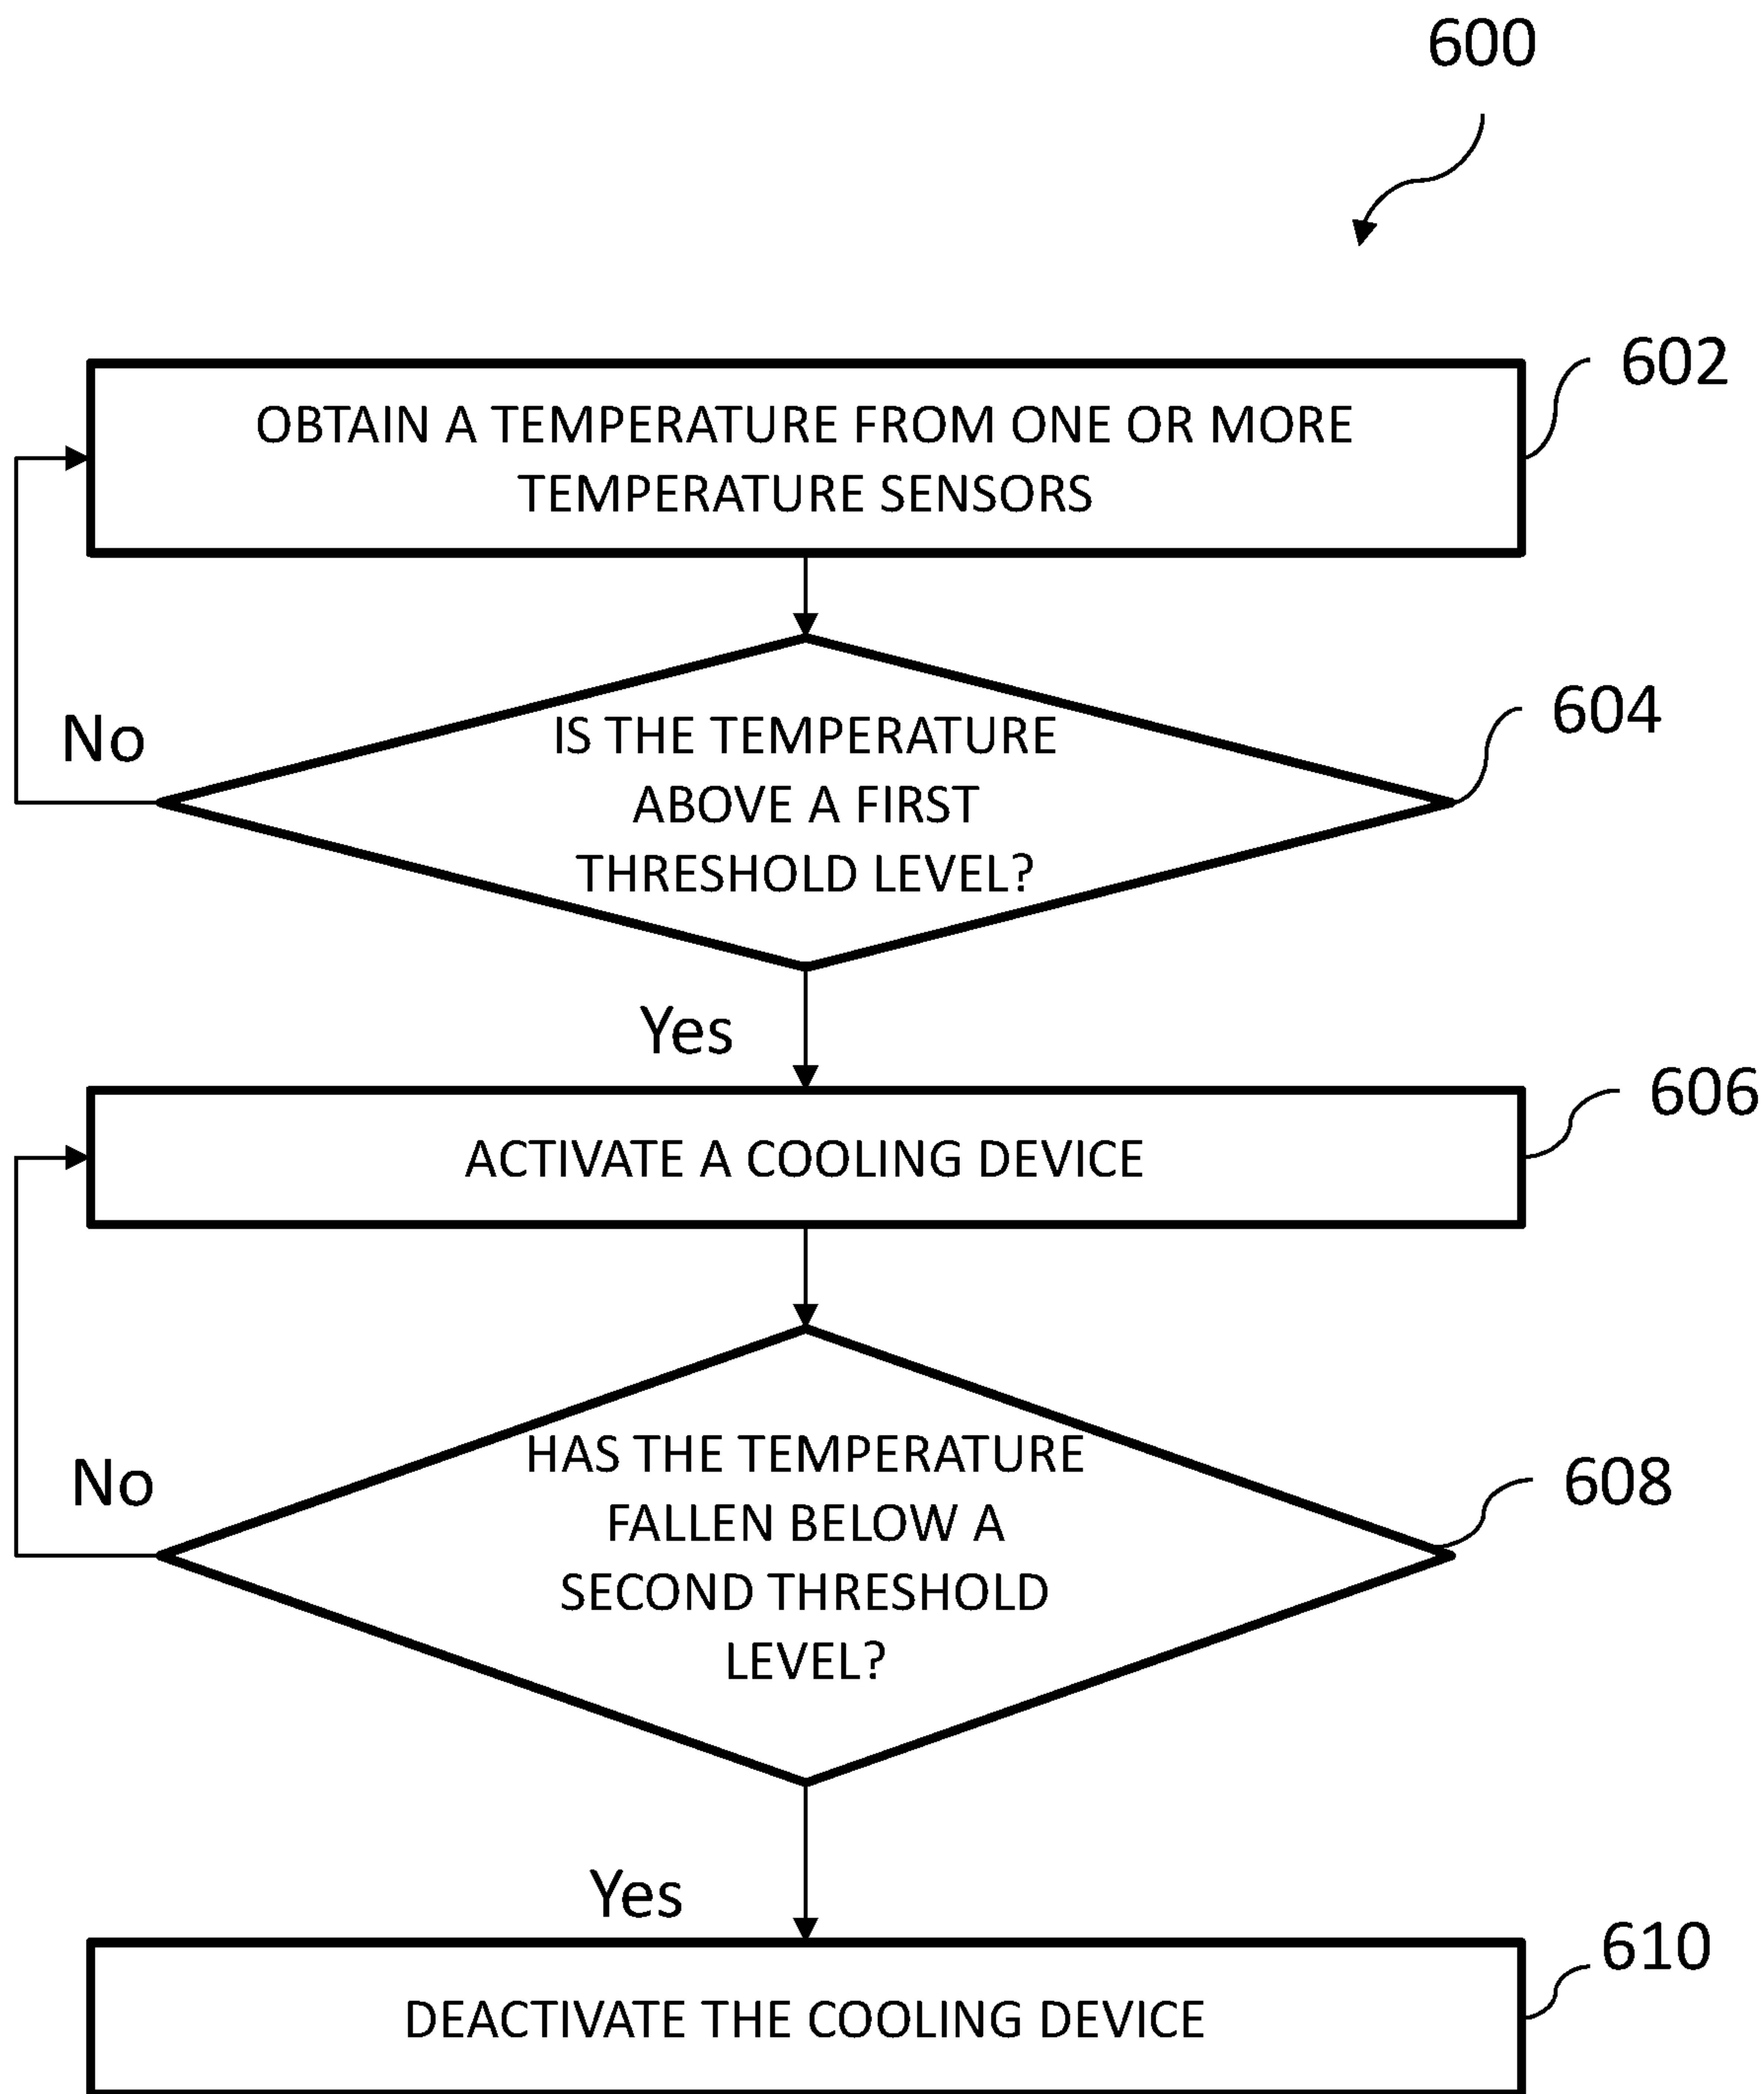 600
602
OBTAIN A TEMPERATURE FROM ONE OR MORE
TEMPERATURE SENSORS
604
No
IS THE TEMPERATURE
ABOVE A FIRST
THRESHOLD LEVEL?
Yes
606
ACTIVATE A COOLING DEVICE
608
No
HAS THE TEMPERATURE
FALLEN BELOW A
SECOND THRESHOLD
LEVEL?
Yes
610
DEACTIVATE THE COOLING DEVICE